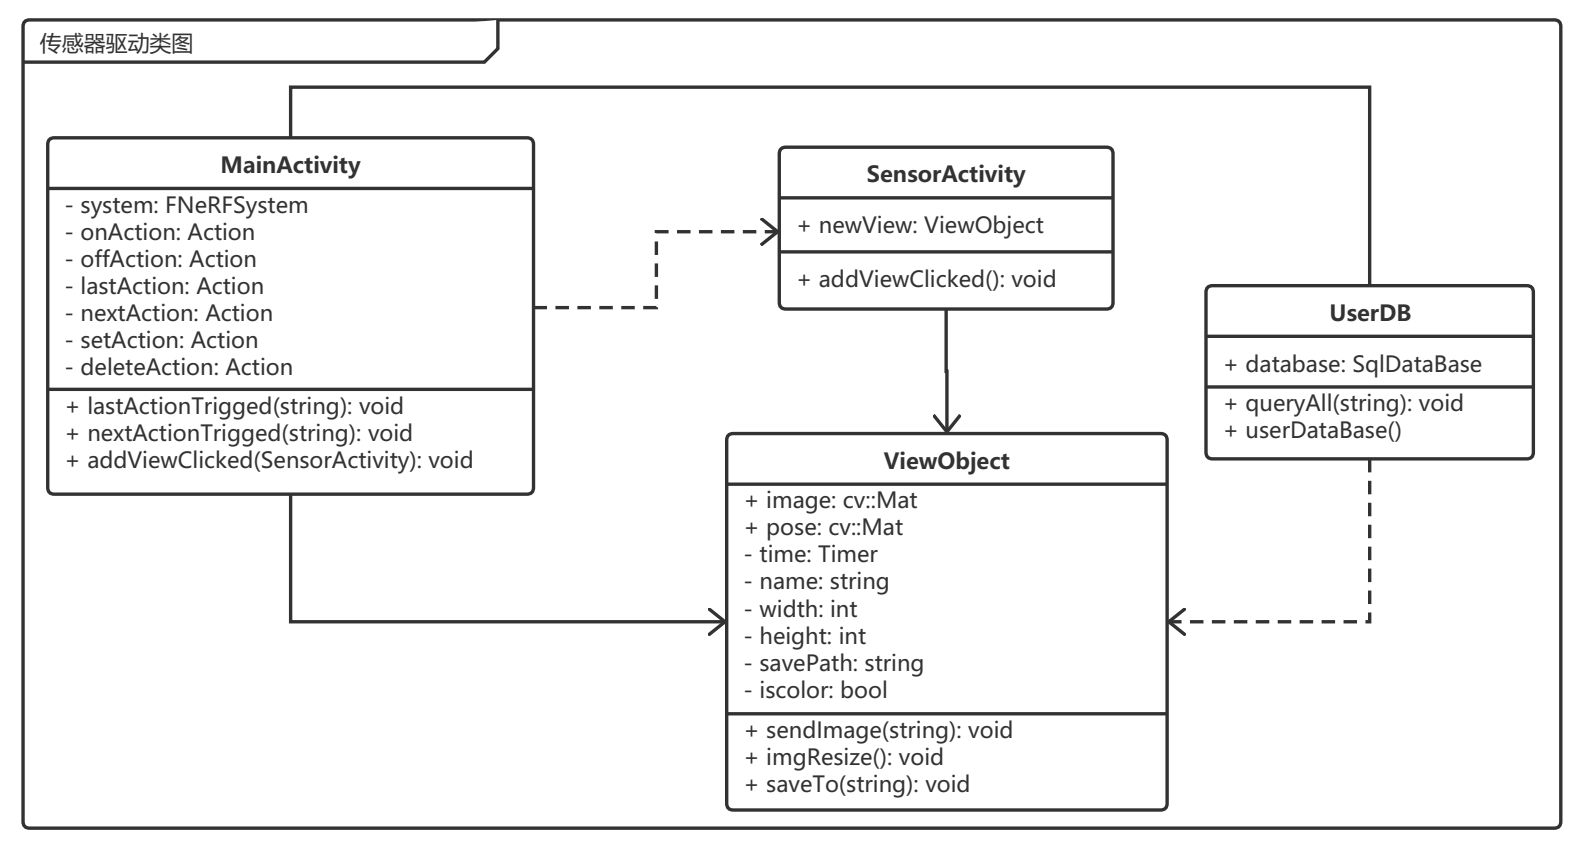 传感器驱动类图
MainActivity
- system: FNeRFSystem
- onAction: Action
- offAction: Action
- lastAction: Action
- nextAction: Action
- setAction: Action
- deleteAction: Action
+ lastActionTrigged(string): void
+ nextActionTrigged(string): void
+ addViewClicked(SensorActivity): void
SensorActivity
+ newView: ViewObject
+ addViewClicked(): void
UserDB
+ database: SqlDataBase
+ queryAll(string): void
+ userDataBase()
ViewObject
+ image: cv::Mat
+ pose: cv::Mat
- time: Timer
- name: string
- width: int
- height: int
- savePath: string
- iscolor: bool
+ sendImage(string): void
+ imgResize(): void
+ saveTo(string): void